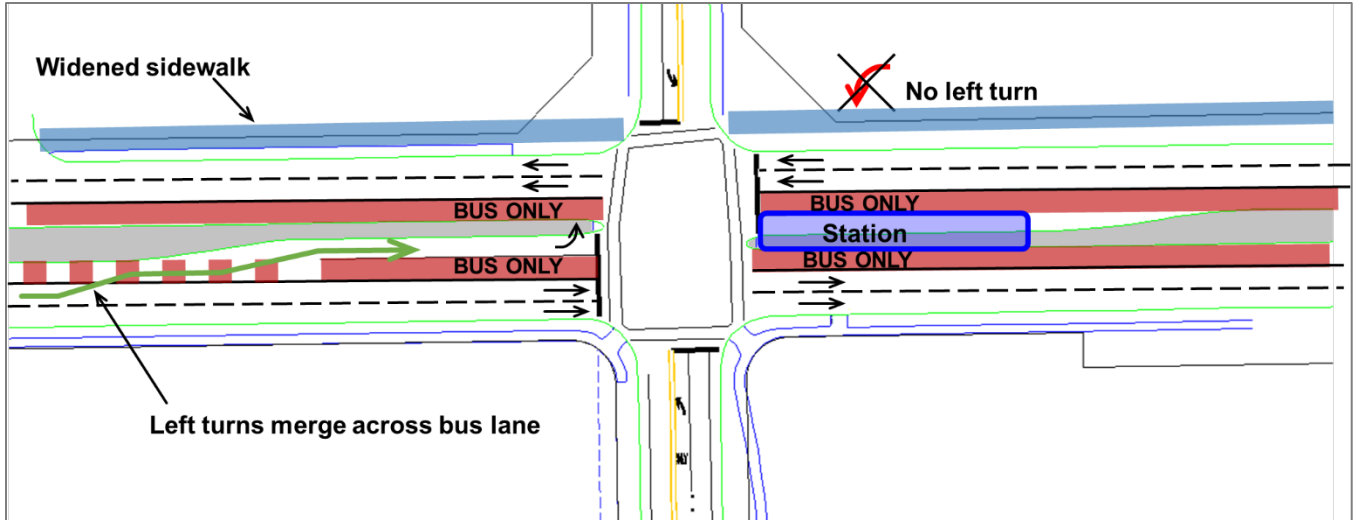 Widened sidewalk
No left turn
BUS ONLY
BUS ONLY
Station
BUS ONLY
BUS ONLY
Left turns merge across bus lane